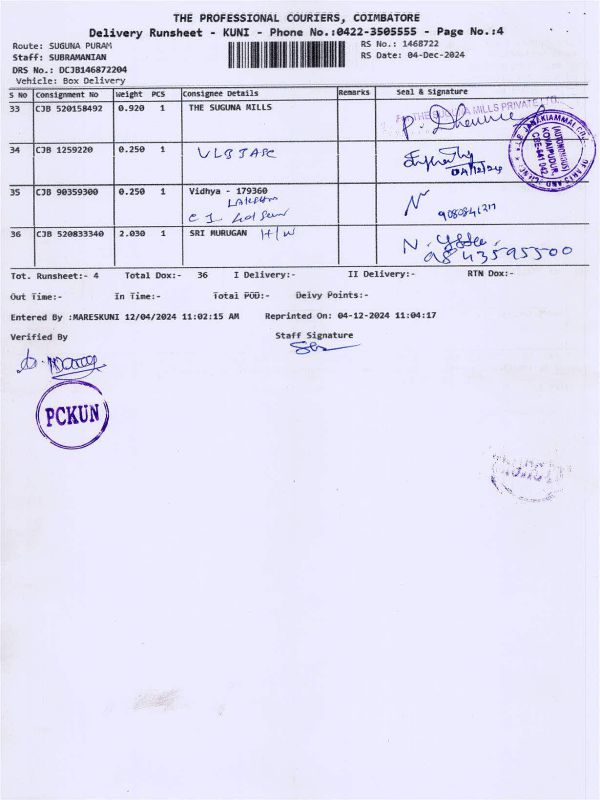 THE PROFESSIONAL COURIERS, COIMBATORE
Delivery Runsheet - KUNI - Phone No.:0422-3505555 - Page No.:4
Route: SUGUNA PURAM RS No.: 1468722
Staff: SUBRAMANIAN RS Date: 04-Dec-2024
DRS No.: DCJB146872204
Vehicle: Box Delivery
S No Consignment No Weight PCS Consignee Details Remarks Seal & Signature
33 CJB 520158492 0.920 1 THE SUGUNA MILLS
THE SUGUNA MILLS PRIVATE LTD.
34 CJB 1259220 0.250 1 VLBJASC
04/12/24
35 CJB 90359300 0.250 1 Vidhya - 179360
36 CJB 520833340 2.030 1 SRI MURUGAN H/W
9843595500
Tot. Runsheet:- 4 Total Dox:- 36 I Delivery:- II Delivery:- RTN Dox:-
Out Time:- In Time:- Total POD:- Delvy Points:-
Entered By :MARESKUNI 12/04/2024 11:02:15 AM Reprinted On: 04-12-2024 11:04:17
Verified By Staff Signature
PCKUN